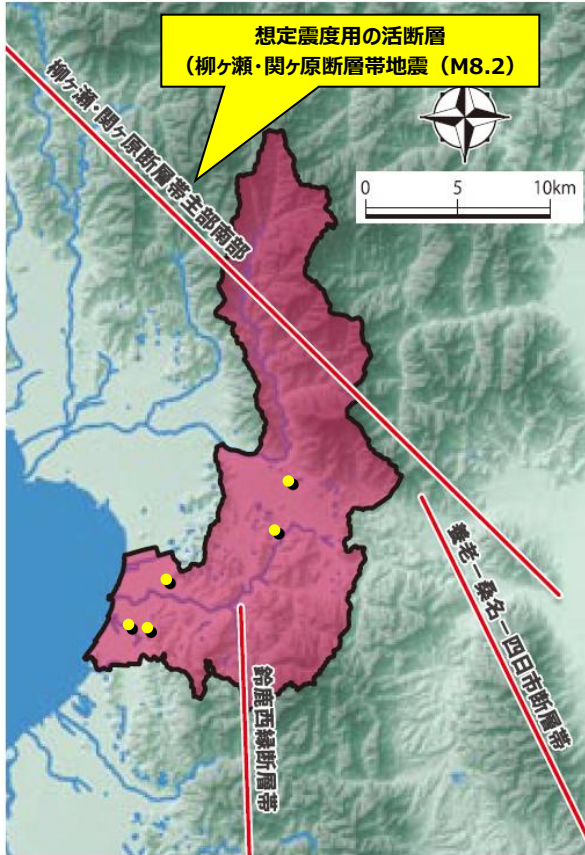 想定震度用の活断層
（柳ヶ瀬・関ヶ原断層帯地震（M8.2）
柳ヶ瀬・関ヶ原断層帯主部南部
0 5 10km
養老－桑名－四日市断層帯
鈴鹿西縁断層帯